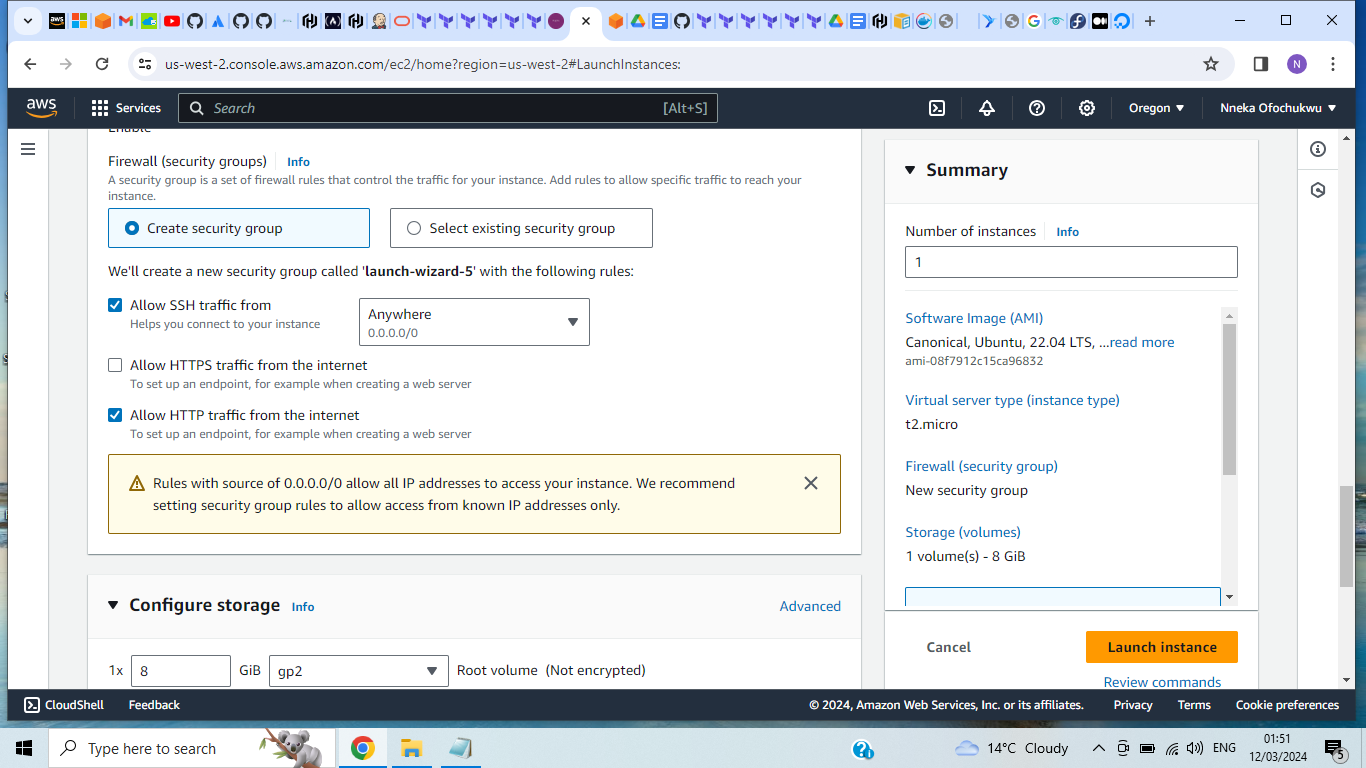 us-west-2.console.aws.amazon.com/ec2/home?region=us-west-2#LaunchInstances:
N
aws
Services
Search
[Alt+S]
Oregon
Nneka Ofochukwu
Enable
Firewall (security groups)
Info
A security group is a set of firewall rules that control the traffic for your instance. Add rules to allow specific traffic to reach your
instance.
Create security group
Select existing security group
We'll create a new security group called 'launch-wizard-5' with the following rules:
Allow SSH traffic from
Helps you connect to your instance
Anywhere
0.0.0.0/0
Allow HTTPS traffic from the internet
To set up an endpoint, for example when creating a web server
Allow HTTP traffic from the internet
To set up an endpoint, for example when creating a web server
Rules with source of 0.0.0.0/0 allow all IP addresses to access your instance. We recommend
setting security group rules to allow access from known IP addresses only.
Configure storage
Info
Advanced
1x
8
GiB
gp2
Root volume (Not encrypted)
Summary
Number of instances
Info
1
Software Image (AMI)
Canonical, Ubuntu, 22.04 LTS, ...read more
ami-08f7912c15ca96832
Virtual server type (instance type)
t2.micro
Firewall (security group)
New security group
Storage (volumes)
1 volume(s) - 8 GiB
Cancel
Launch instance
Review commands
CloudShell
Feedback
© 2024, Amazon Web Services, Inc. or its affiliates.
Privacy
Terms
Cookie preferences
Type here to search
14°C Cloudy
ENG
01:51
12/03/2024
5